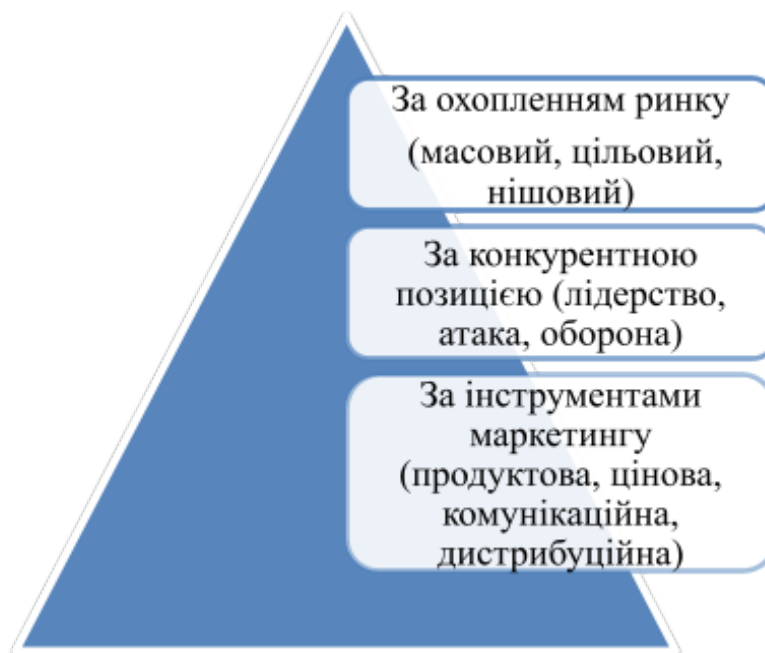 За охопленням ринку
(масовий, цільовий,
нішовий)
За конкурентною
позицією (лідерство,
атака, оборона)
За інструментами
маркетингу
(продуктова, цінова,
комунікаційна,
дистрибуційна)